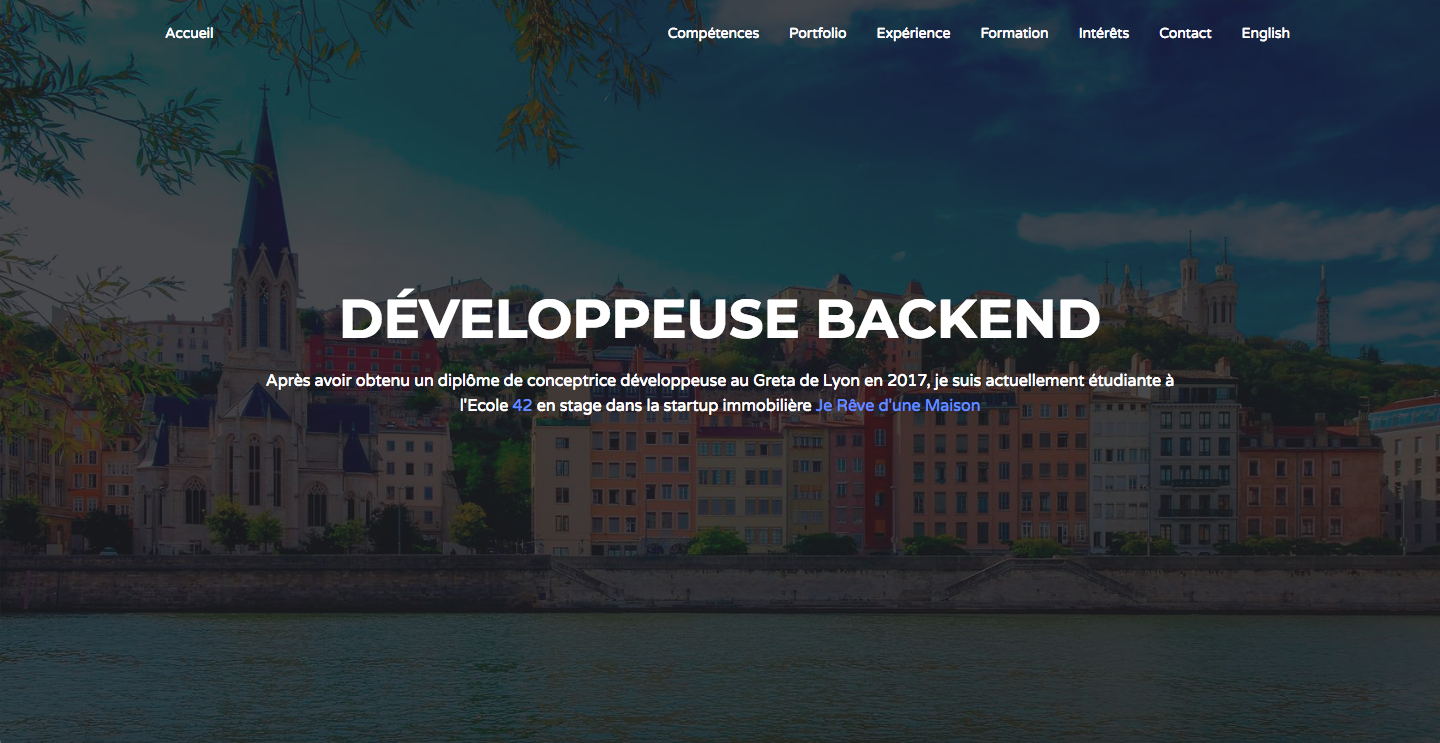 Accueil
Compétences
Portfolio
Expérience
Formation
Intérêts
Contact
English
DÉVELOPPEUSE BACKEND
Après avoir obtenu un diplôme de conceptrice développeuse au Greta de Lyon en 2017, je suis actuellement étudiante à
l'Ecole 42 en stage dans la startup immobilière Je Rêve d'une Maison